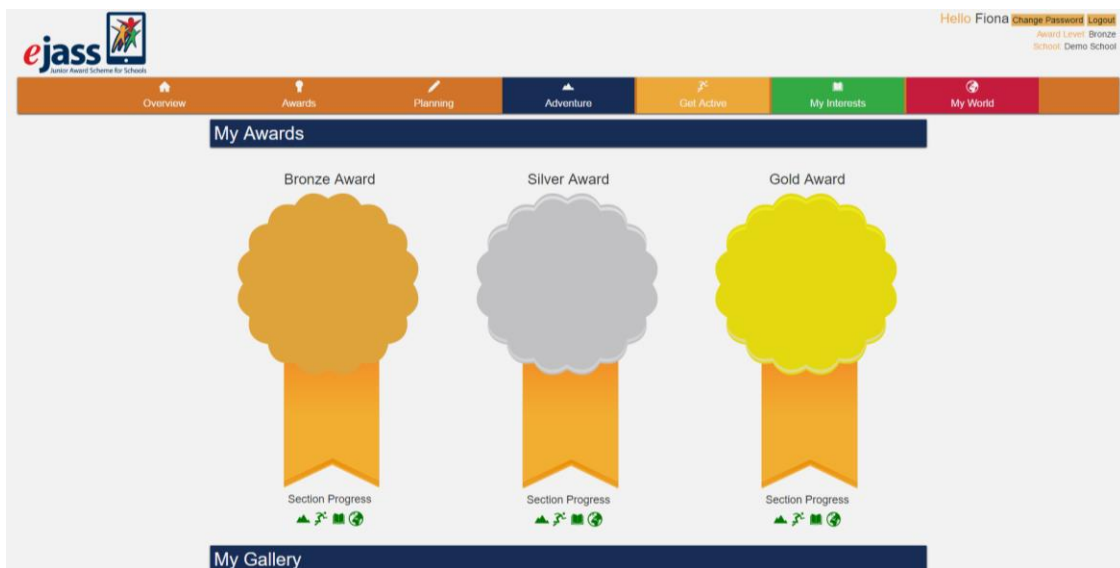 ejass
Junior Award Scheme for Schools
Hello Fiona Change Password Logout
Award Level: Bronze
School: Demo School
Overview Awards Planning Adventure Get Active My Interests My World
My Awards
Bronze Award Silver Award Gold Award
Section Progress Section Progress Section Progress
My Gallery